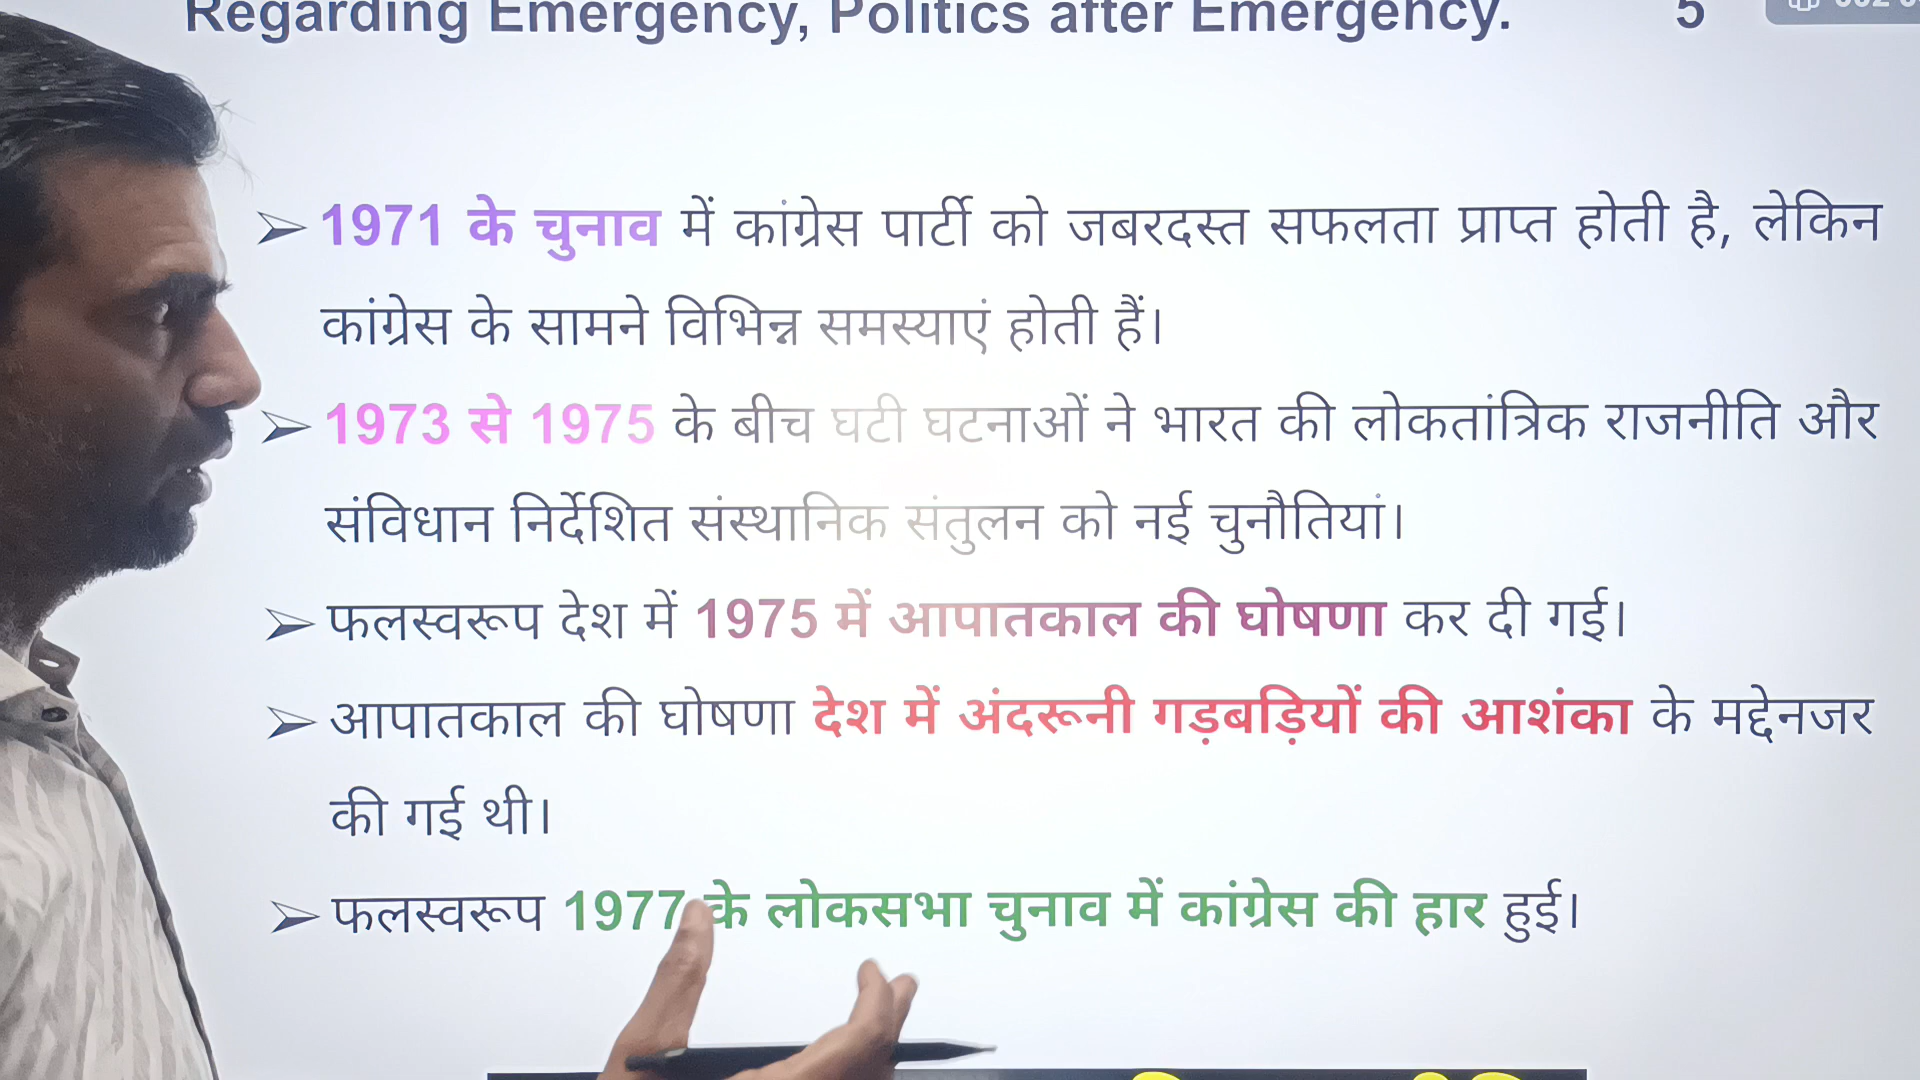 Regarding Emergency, Politics after Emergency. 5
➢ 1971 के चुनाव में कांग्रेस पार्टी को जबरदस्त सफलता प्राप्त होती है, लेकिन
कांग्रेस के सामने विभिन्न समस्याएं होती हैं।
➢ 1973 से 1975 के बीच घटी घटनाओं ने भारत की लोकतांत्रिक राजनीति और
संविधान निर्देशित संस्थानिक संतुलन को नई चुनौतियां।
➢ फलस्वरूप देश में 1975 में आपातकाल की घोषणा कर दी गई।
➢ आपातकाल की घोषणा देश में अंदरूनी गड़बड़ियों की आशंका के मद्देनजर
की गई थी।
➢ फलस्वरूप 1977 के लोकसभा चुनाव में कांग्रेस की हार हुई।